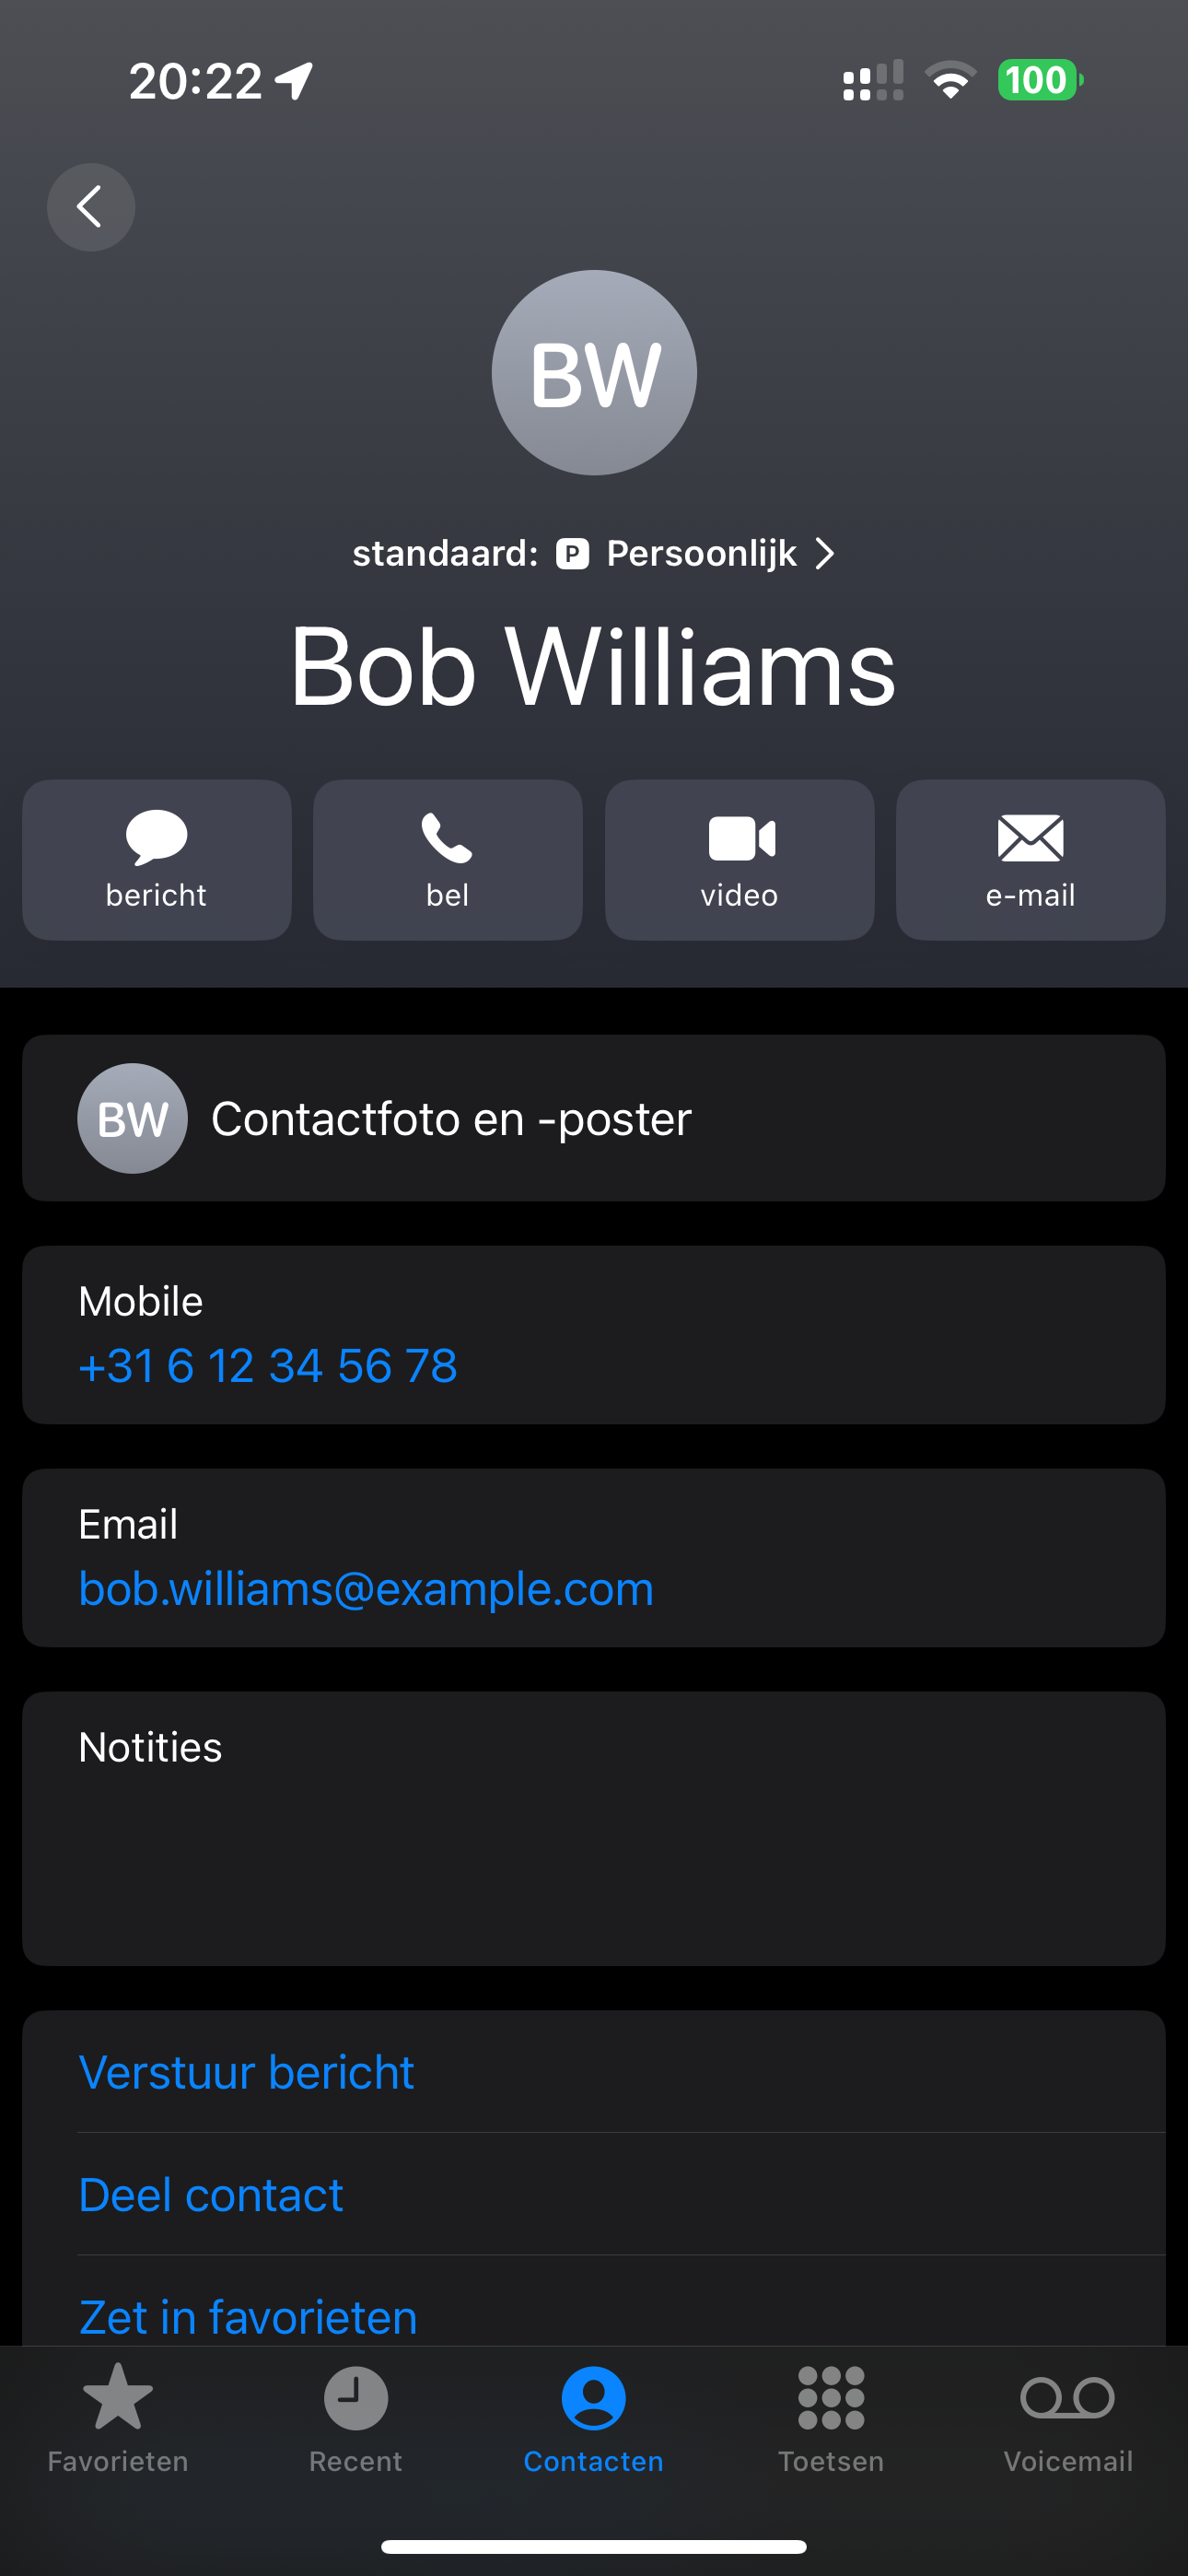 20:22
100
BW
standaard: P Persoonlijk
Bob Williams
bericht
bel
video
e-mail
BW
Contactfoto en -poster
Mobile
+31 6 12 34 56 78
Email
bob.williams@example.com
Notities
Verstuur bericht
Deel contact
Zet in favorieten
Favorieten
Recent
Contacten
Toetsen
Voicemail